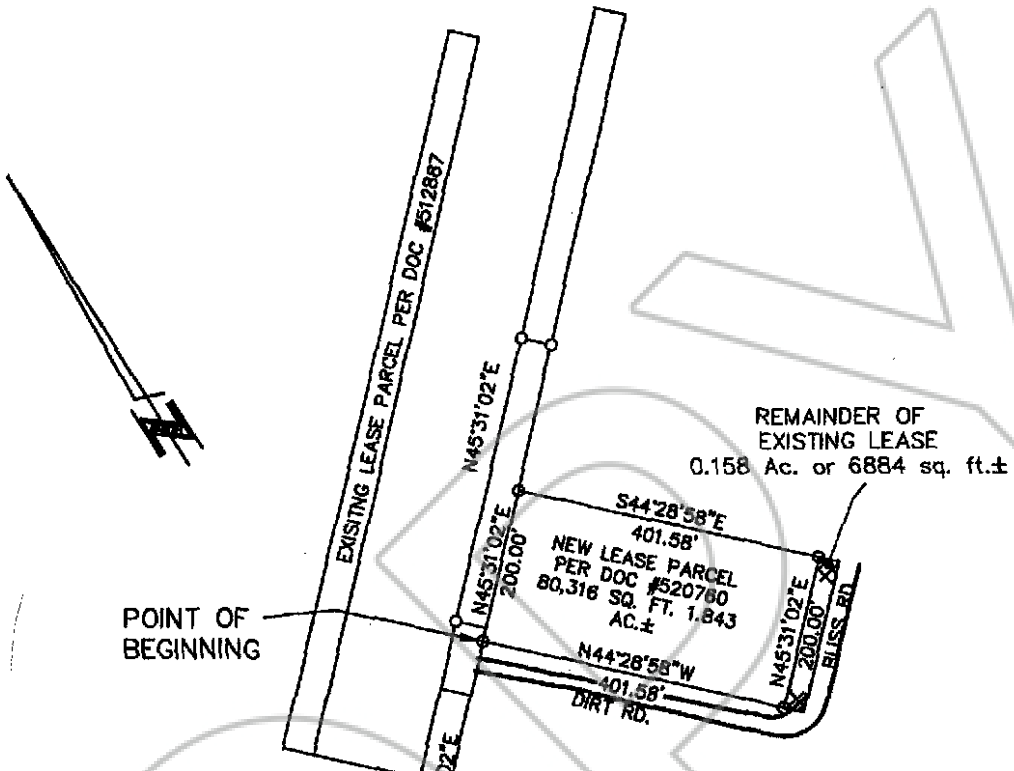 EXISITNG LEASE PARCEL PER DOC #512887
N45°31'02"E
REMAINDER OF
EXISTING LEASE
0.158 Ac. or 6884 sq. ft.±
S44°28'58"E
401.58'
N45°31'02"E
200.00'
NEW LEASE PARCEL
PER DOC #520760
80,316 SQ. FT. 1.843
AC.±
N45°31'02"E
200.00'
BLISS RD
POINT OF
BEGINNING
N44°28'58"W
401.58'
DIRT RD.
02"E